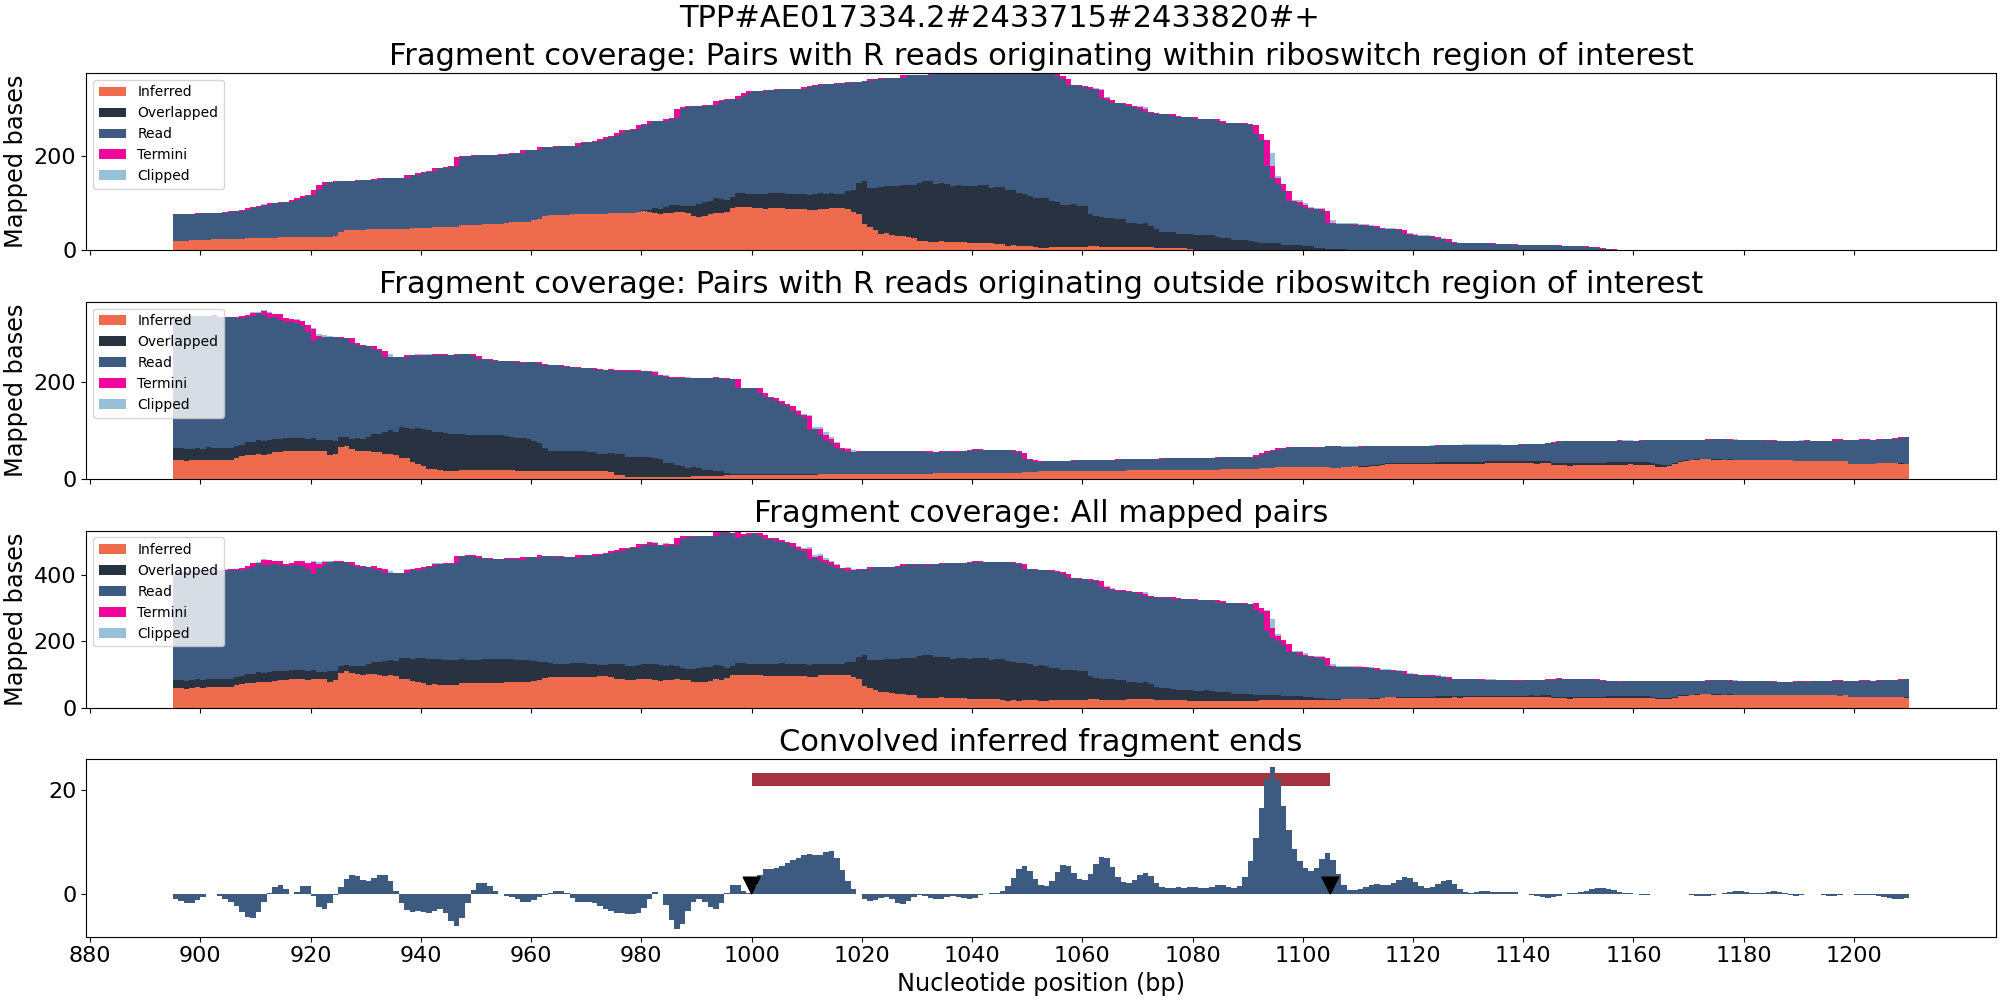 TPP#AE017334.2#2433715#2433820#+
Fragment coverage: Pairs with R reads originating within riboswitch region of interest
Mapped bases
200
0
Inferred
Overlapped
Read
Termini
Clipped
Fragment coverage: Pairs with R reads originating outside riboswitch region of interest
Mapped bases
200
0
Inferred
Overlapped
Read
Termini
Clipped
Fragment coverage: All mapped pairs
Mapped bases
400
200
0
Inferred
Overlapped
Read
Termini
Clipped
Convolved inferred fragment ends
20
0
880 900 920 940 960 980 1000 1020 1040 1060 1080 1100 1120 1140 1160 1180 1200
Nucleotide position (bp)